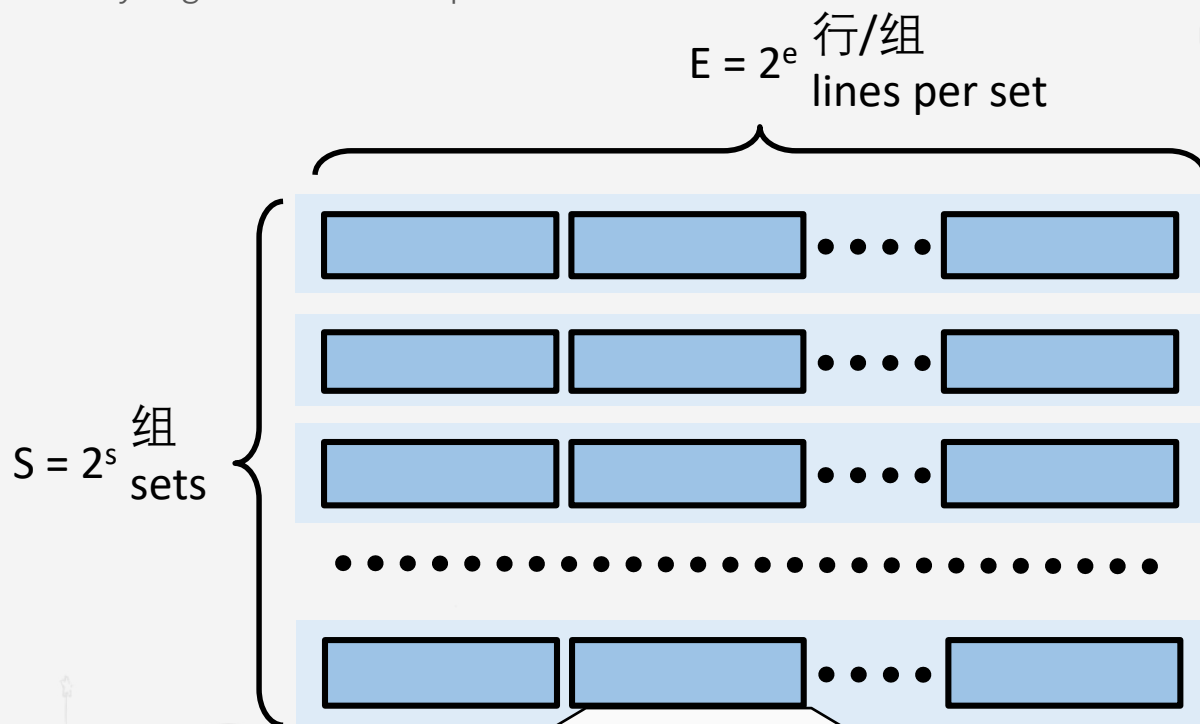 行/组
E = 2ᵉ
lines per set
组
S = 2ˢ
sets